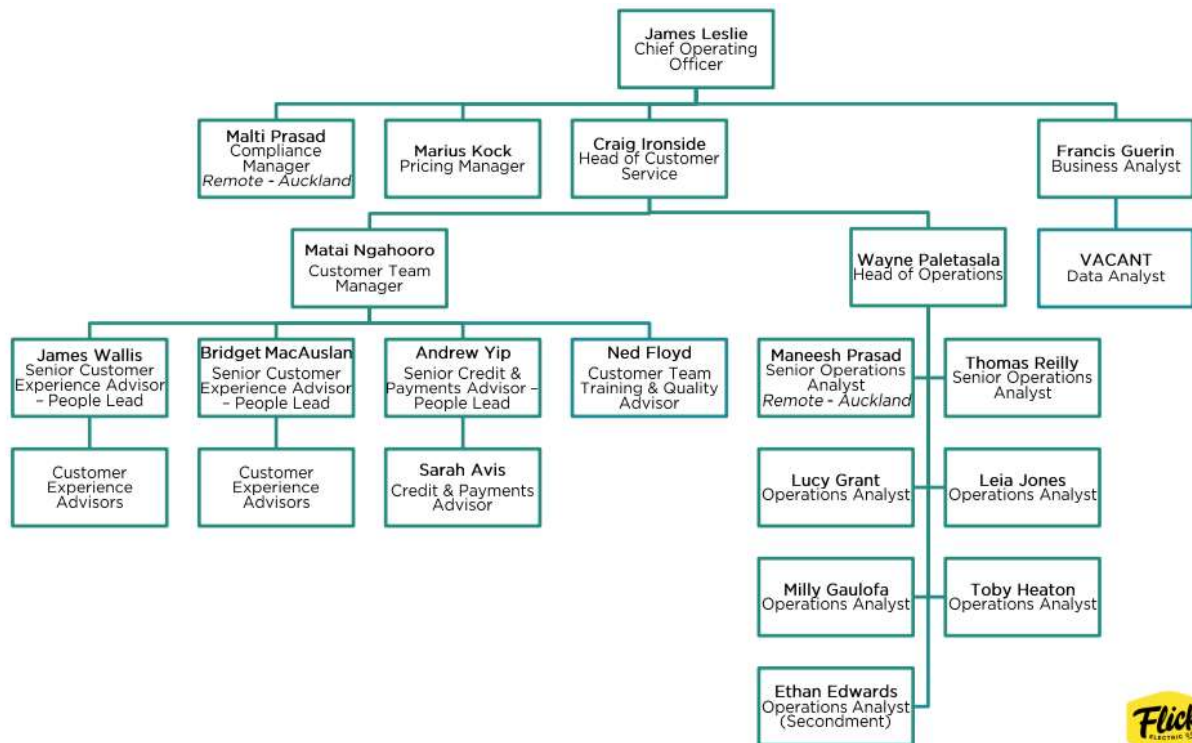 James Leslie
Chief Operating
Officer
Malti Prasad
Compliance
Manager
Remote - Auckland
Marius Kock
Pricing Manager
Craig Ironside
Head of Customer
Service
Francis Guerin
Business Analyst
Matai Ngahooro
Customer Team
Manager
Wayne Paletasala
Head of Operations
VACANT
Data Analyst
James Wallis
Senior Customer
Experience Advisor
– People Lead
Bridget MacAuslan
Senior Customer
Experience Advisor
– People Lead
Andrew Yip
Senior Credit &
Payments Advisor –
People Lead
Ned Floyd
Customer Team
Training & Quality
Advisor
Maneesh Prasad
Senior Operations
Analyst
Remote - Auckland
Thomas Reilly
Senior Operations
Analyst
Customer
Experience
Advisors
Customer
Experience
Advisors
Sarah Avis
Credit & Payments
Advisor
Lucy Grant
Operations Analyst
Leia Jones
Operations Analyst
Milly Gaulofa
Operations Analyst
Toby Heaton
Operations Analyst
Ethan Edwards
Operations Analyst
(Secondment)
Flick
ELECTRIC